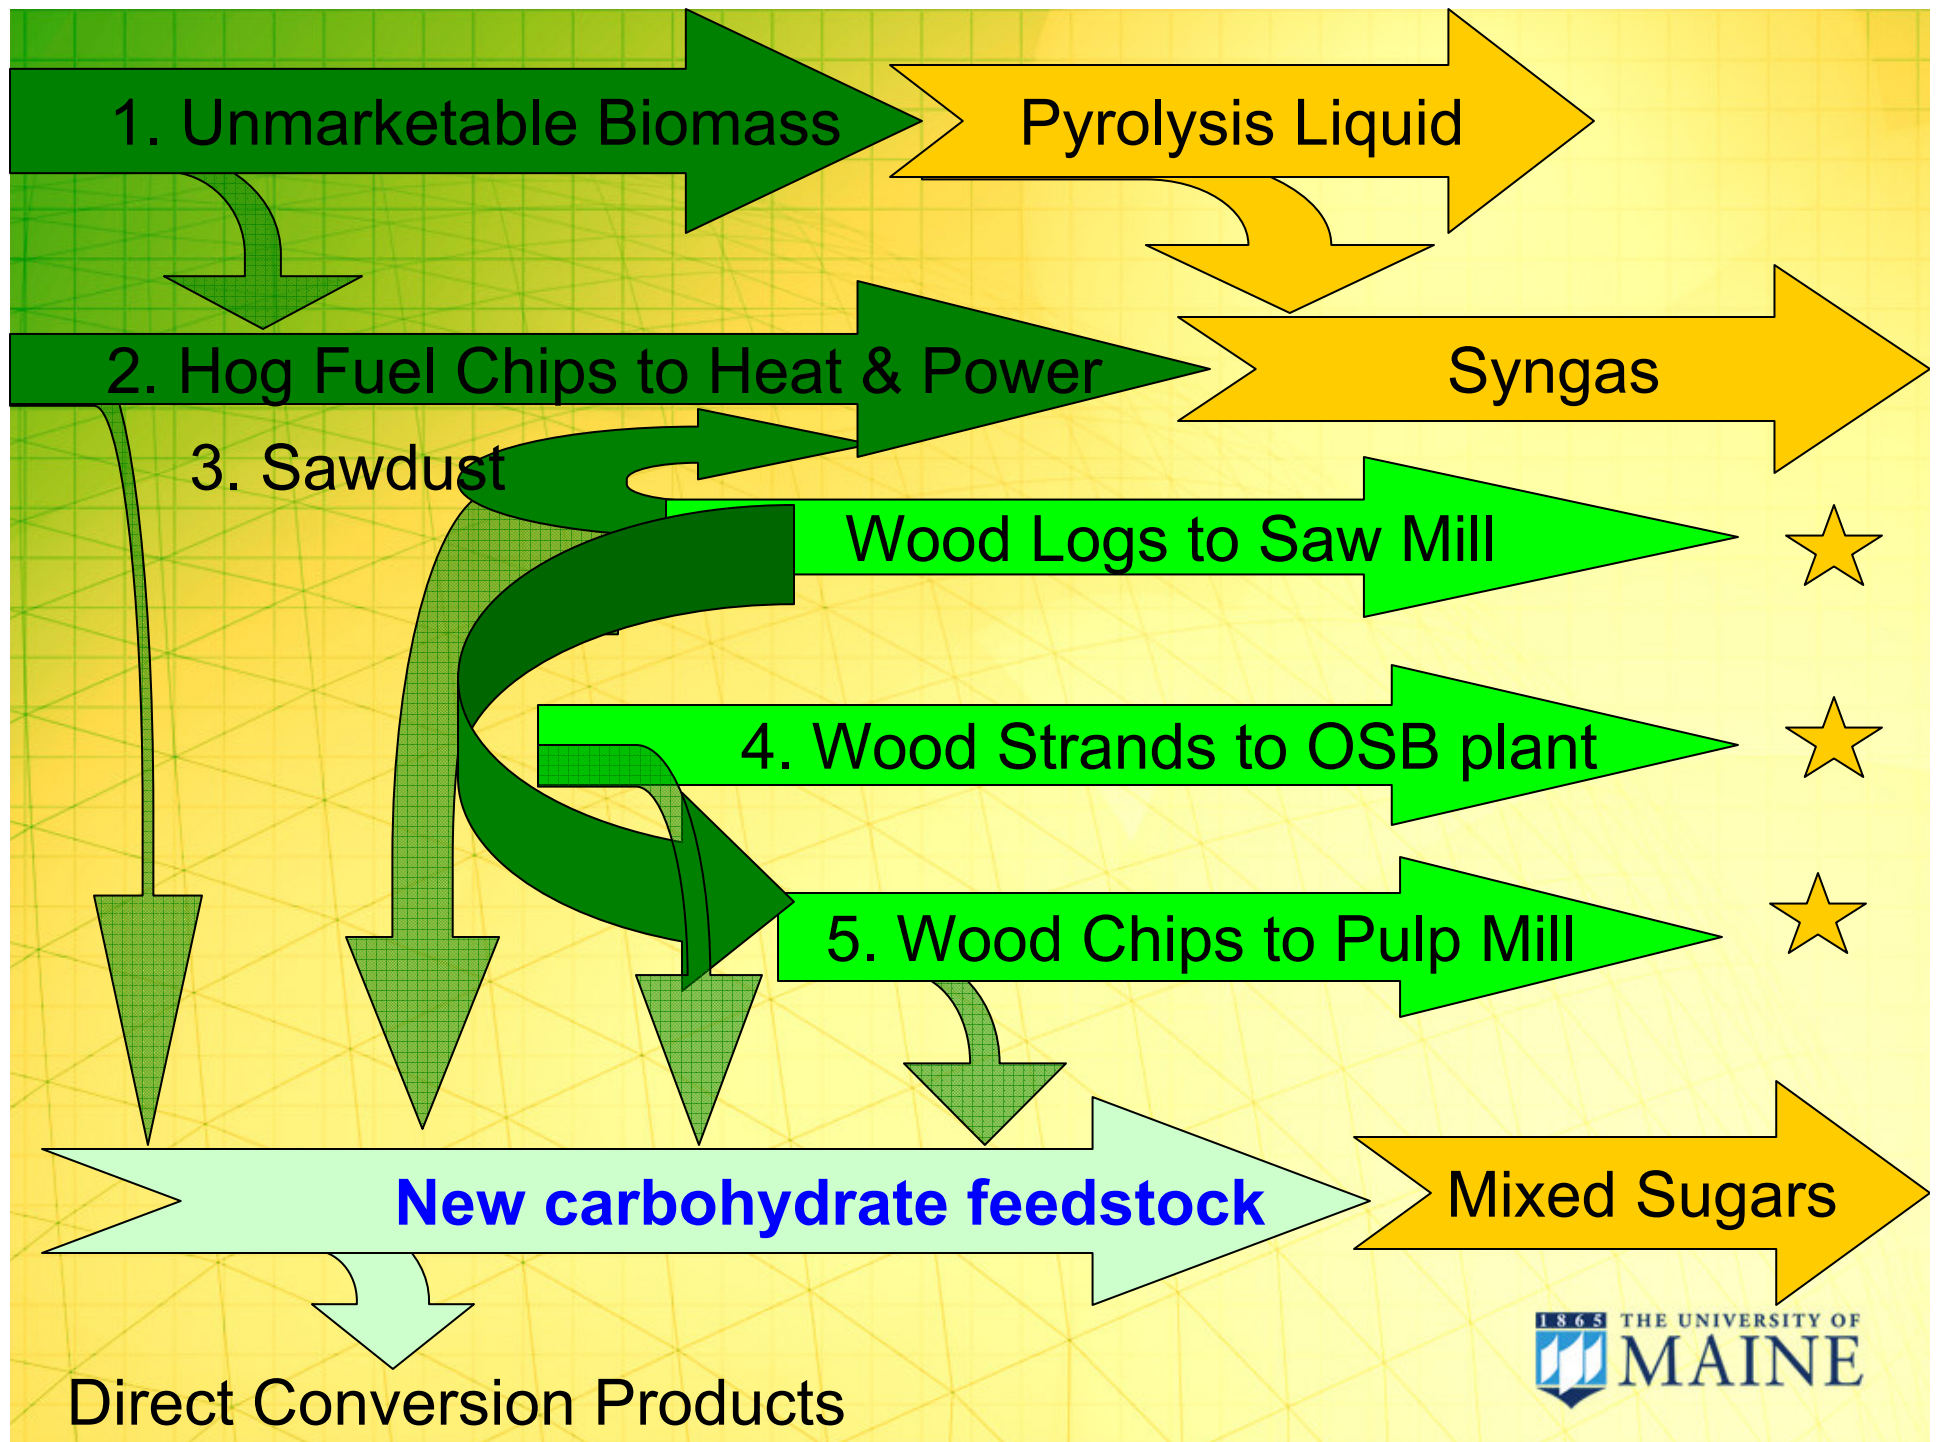 1. Unmarketable Biomass
Pyrolysis Liquid
2. Hog Fuel Chips to Heat & Power
Syngas
3. Sawdust
Wood Logs to Saw Mill
4. Wood Strands to OSB plant
5. Wood Chips to Pulp Mill
New carbohydrate feedstock
Mixed Sugars
Direct Conversion Products
1865
THE UNIVERSITY OF
MAINE